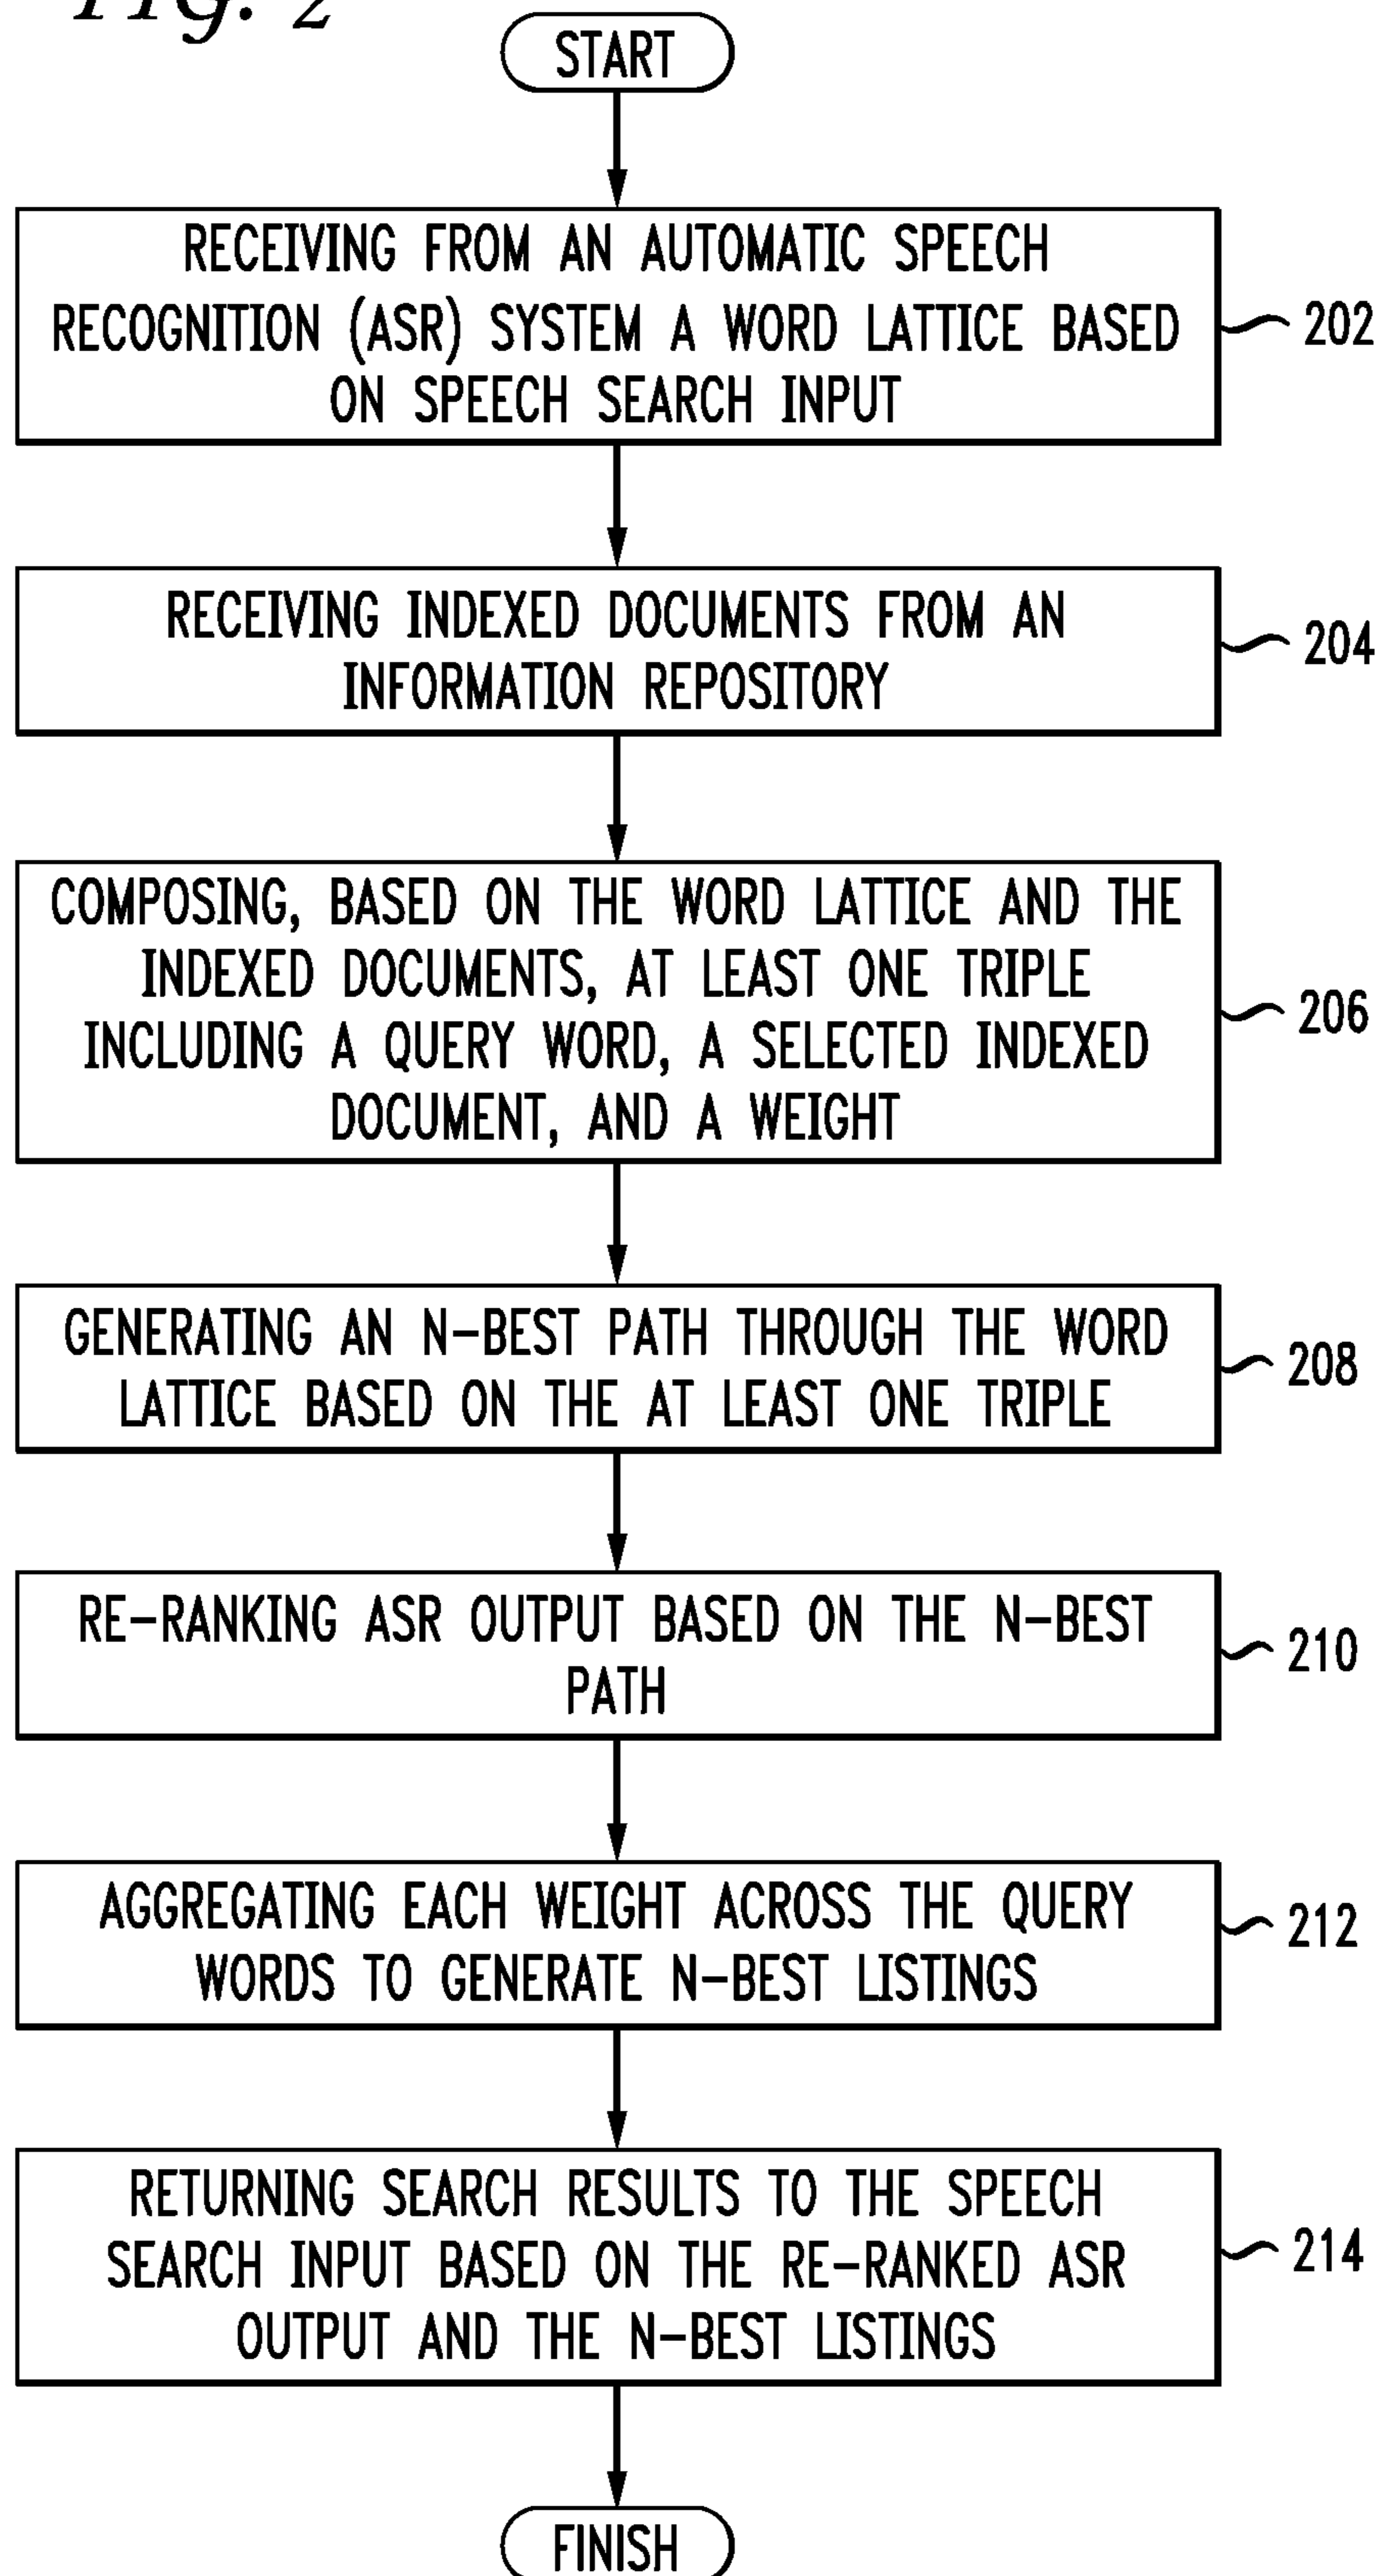 Fig. 2
START
RECEIVING FROM AN AUTOMATIC SPEECH
RECOGNITION (ASR) SYSTEM A WORD LATTICE BASED
ON SPEECH SEARCH INPUT
202
RECEIVING INDEXED DOCUMENTS FROM AN
INFORMATION REPOSITORY
204
COMPOSING, BASED ON THE WORD LATTICE AND THE
INDEXED DOCUMENTS, AT LEAST ONE TRIPLE
INCLUDING A QUERY WORD, A SELECTED INDEXED
DOCUMENT, AND A WEIGHT
206
GENERATING AN N-BEST PATH THROUGH THE WORD
LATTICE BASED ON THE AT LEAST ONE TRIPLE
208
RE-RANKING ASR OUTPUT BASED ON THE N-BEST
PATH
210
AGGREGATING EACH WEIGHT ACROSS THE QUERY
WORDS TO GENERATE N-BEST LISTINGS
212
RETURNING SEARCH RESULTS TO THE SPEECH
SEARCH INPUT BASED ON THE RE-RANKED ASR
OUTPUT AND THE N-BEST LISTINGS
214
FINISH